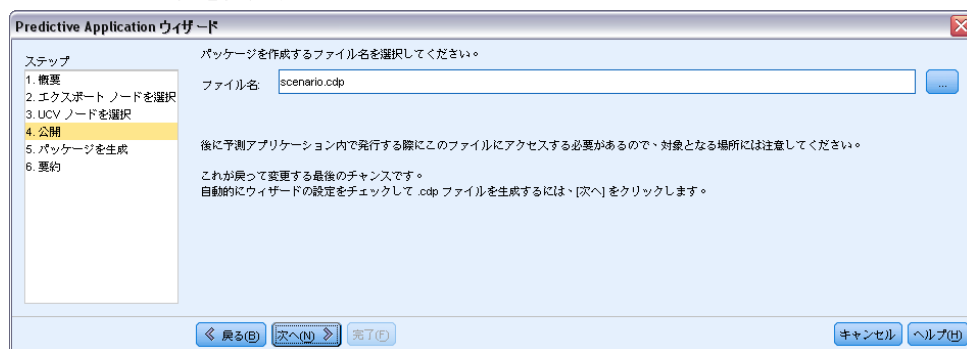 Predictive Application ウィザード
ステップ
1. 概要
2. エクスポート ノードを選択
3. UCV ノードを選択
4. 公開
5. パッケージを生成
6. 要約
パッケージを作成するファイル名を選択してください。
ファイル名: scenario.cdp ...
後に予測アプリケーション内で発行する際にこのファイルにアクセスする必要があるので、対象となる場所には注意してください。
これが戻って変更する最後のチャンスです。
自動的にウィザードの設定をチェックして .cdp ファイルを生成するには、[次へ] をクリックします。
戻る(B) 次へ(N) 完了(F) キャンセル ヘルプ(H)